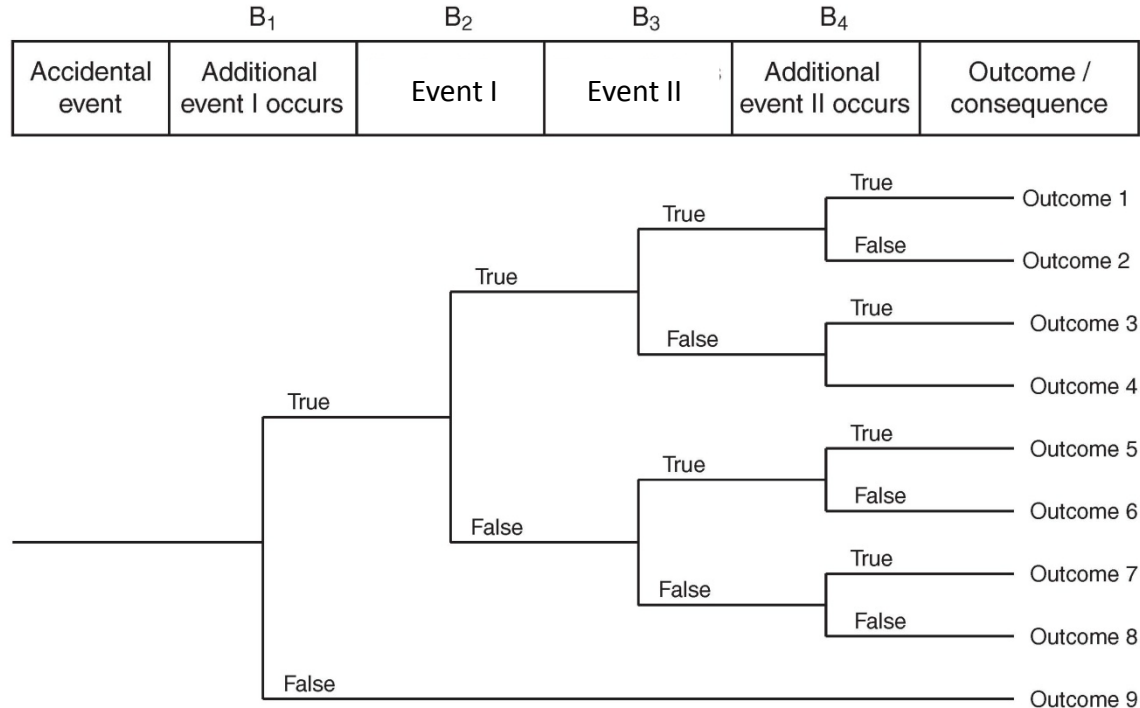 B₁ B₂ B₃ B₄
Accidental event
Additional event I occurs
Event I
Event II
Additional event II occurs
Outcome / consequence
True
True Outcome 1
False
True Outcome 2
True
False Outcome 3
True Outcome 4
True
True Outcome 5
False
False Outcome 6
True
False Outcome 7
False
Outcome 8
False
Outcome 9